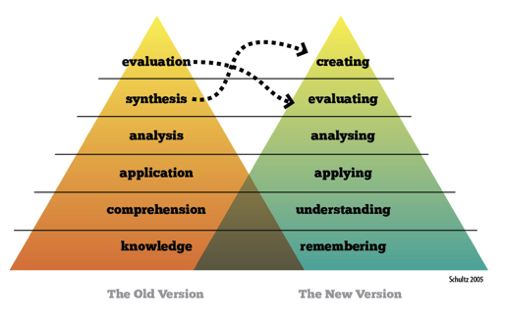 evaluation creating
synthesis evaluating
analysis analysing
application applying
comprehension understanding
knowledge remembering
Schultz 2005
The Old Version The New Version